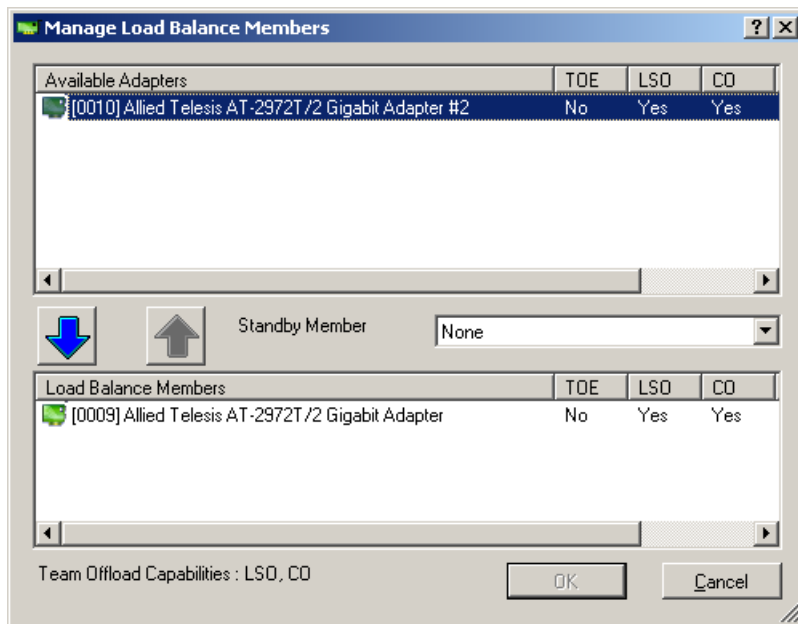 Manage Load Balance Members
Available Adapters TOE LSO CO
[0010] Allied Telesis AT-2972T/2 Gigabit Adapter #2 No Yes Yes
Standby Member None
Load Balance Members TOE LSO CO
[0009] Allied Telesis AT-2972T/2 Gigabit Adapter No Yes Yes
Team Offload Capabilities : LSO, CO OK Cancel